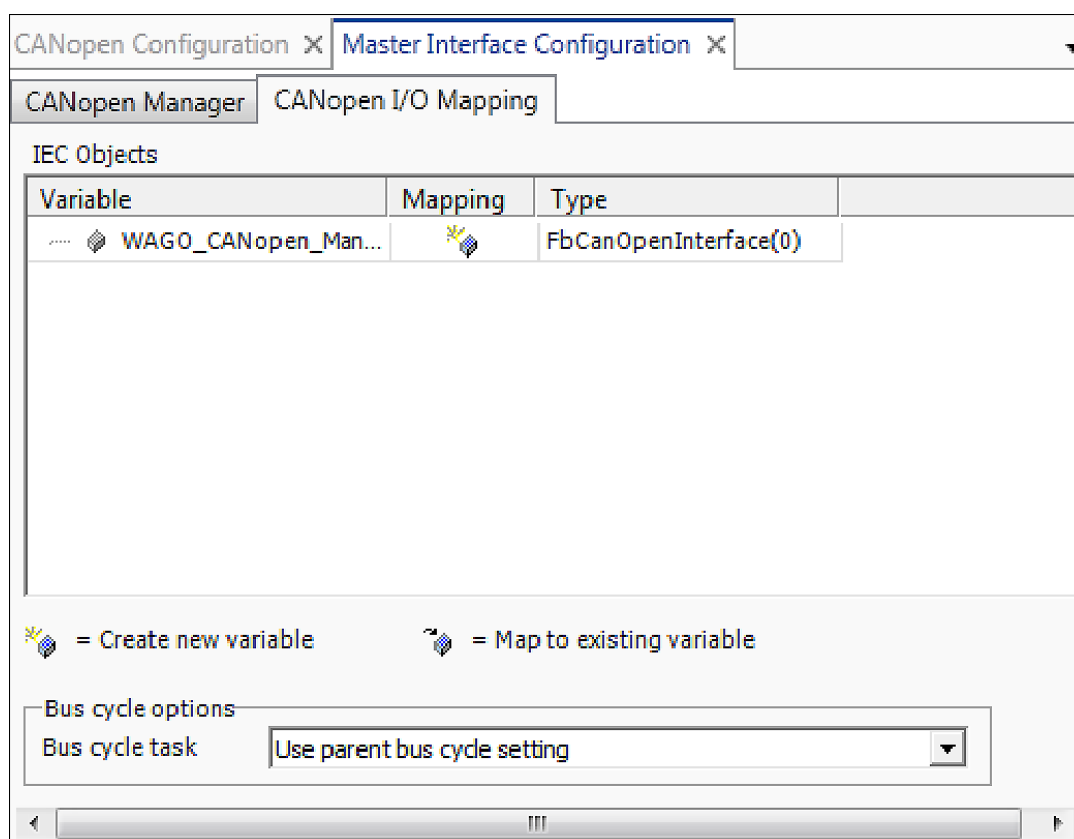 CANopen Configuration Master Interface Configuration
CANopen Manager CANopen I/O Mapping
IEC Objects
Variable Mapping Type
WAGO_CANopen_Man... FbCanOpenInterface(0)
= Create new variable = Map to existing variable
Bus cycle options
Bus cycle task Use parent bus cycle setting